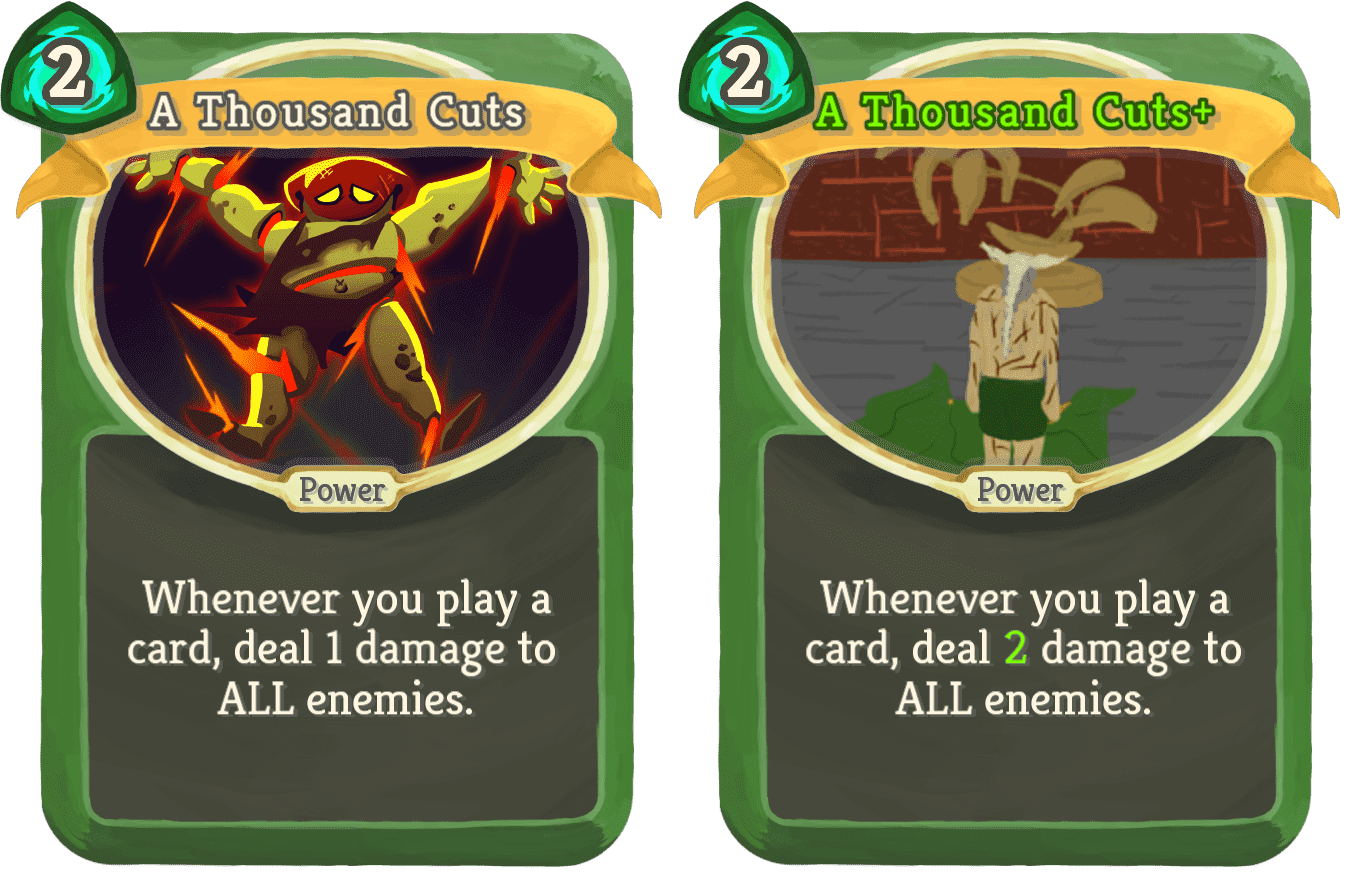 2
A Thousand Cuts
Power
Whenever you play a
card, deal 1 damage to
ALL enemies.
2
A Thousand Cuts+
Power
Whenever you play a
card, deal 2 damage to
ALL enemies.